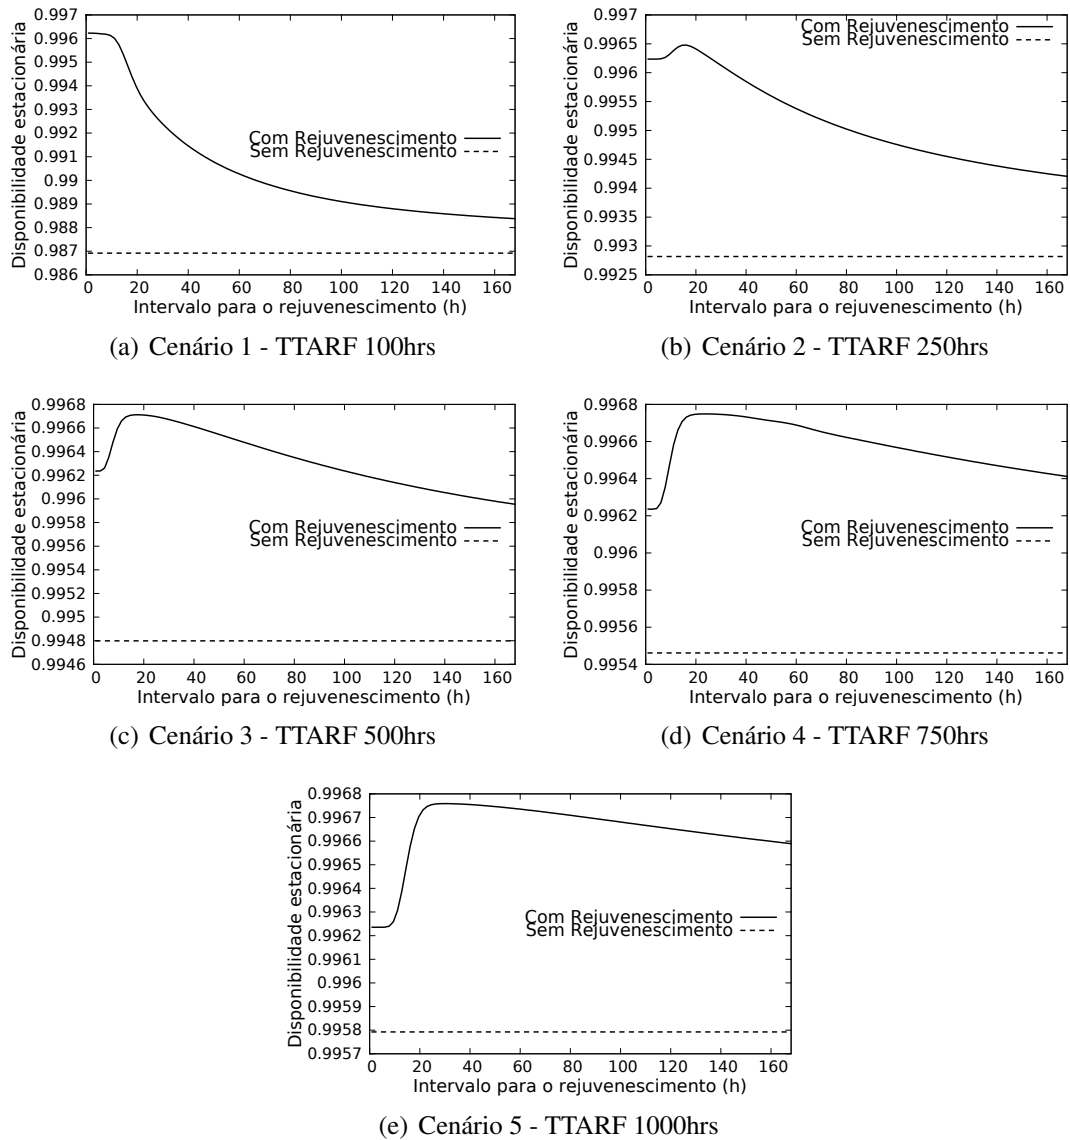 0.997
0.996
0.995
0.994
0.993
0.992
0.991
0.99
0.989
0.988
0.987
0.986
Disponibilidade estacionária
Com Rejuvenescimento
Sem Rejuvenescimento
0 20 40 60 80 100 120 140 160
Intervalo para o rejuvenescimento (h)
(a) Cenário 1 - TTARF 100hrs
0.997
0.9965
0.996
0.9955
0.995
0.9945
0.994
0.9935
0.993
0.9925
Disponibilidade estacionária
Com Rejuvenescimento
Sem Rejuvenescimento
0 20 40 60 80 100 120 140 160
Intervalo para o rejuvenescimento (h)
(b) Cenário 2 - TTARF 250hrs
0.9968
0.9966
0.9964
0.9962
0.996
0.9958
0.9956
0.9954
0.9952
0.995
0.9948
0.9946
Disponibilidade estacionária
Com Rejuvenescimento
Sem Rejuvenescimento
0 20 40 60 80 100 120 140 160
Intervalo para o rejuvenescimento (h)
(c) Cenário 3 - TTARF 500hrs
0.9968
0.9966
0.9964
0.9962
0.996
0.9958
0.9956
0.9954
Disponibilidade estacionária
Com Rejuvenescimento
Sem Rejuvenescimento
0 20 40 60 80 100 120 140 160
Intervalo para o rejuvenescimento (h)
(d) Cenário 4 - TTARF 750hrs
0.9968
0.9967
0.9966
0.9965
0.9964
0.9963
0.9962
0.9961
0.996
0.9959
0.9958
0.9957
Disponibilidade estacionária
Com Rejuvenescimento
Sem Rejuvenescimento
0 20 40 60 80 100 120 140 160
Intervalo para o rejuvenescimento (h)
(e) Cenário 5 - TTARF 1000hrs